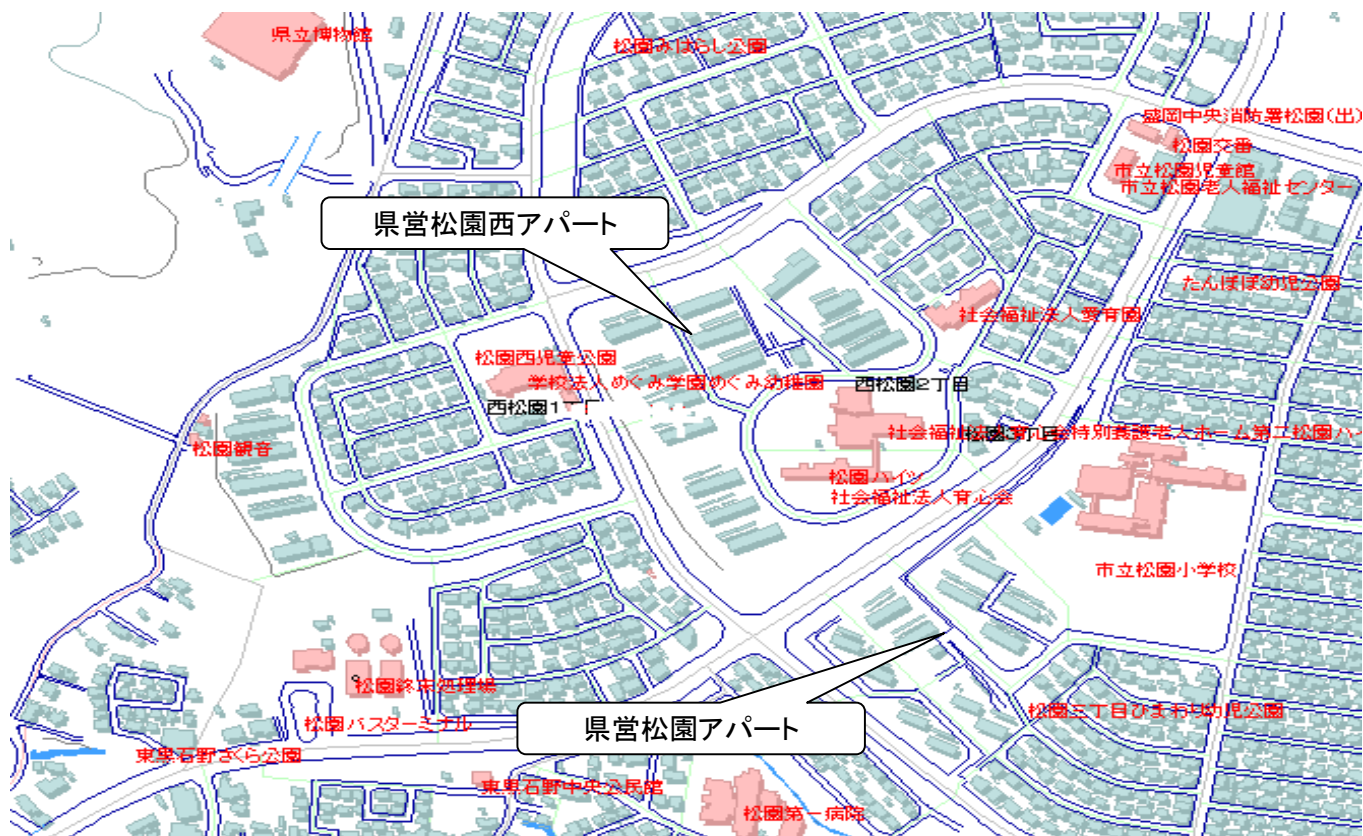 県立博物館
松園みはらし公園
盛岡中央消防署松園(出)
松園交番
市立松園児童館
市立松園老人福祉センター
県営松園西アパート
たんぽぽ幼児公園
社会福祉法人愛育園
松園西児童公園
学校法人めぐみ学園めぐみ幼稚園
西松園2丁目
西松園1丁
松園観音
松園3丁目
特別養護老人ホーム第二松園ハイ
松園ハイツ
社会福祉法人育心会
市立松園小学校
松園終末処理場
松園三丁目ひまわり幼児公園
松園バスターミナル
県営松園アパート
東黒石野さくら公園
東黒石野中央公民館
松園第一病院